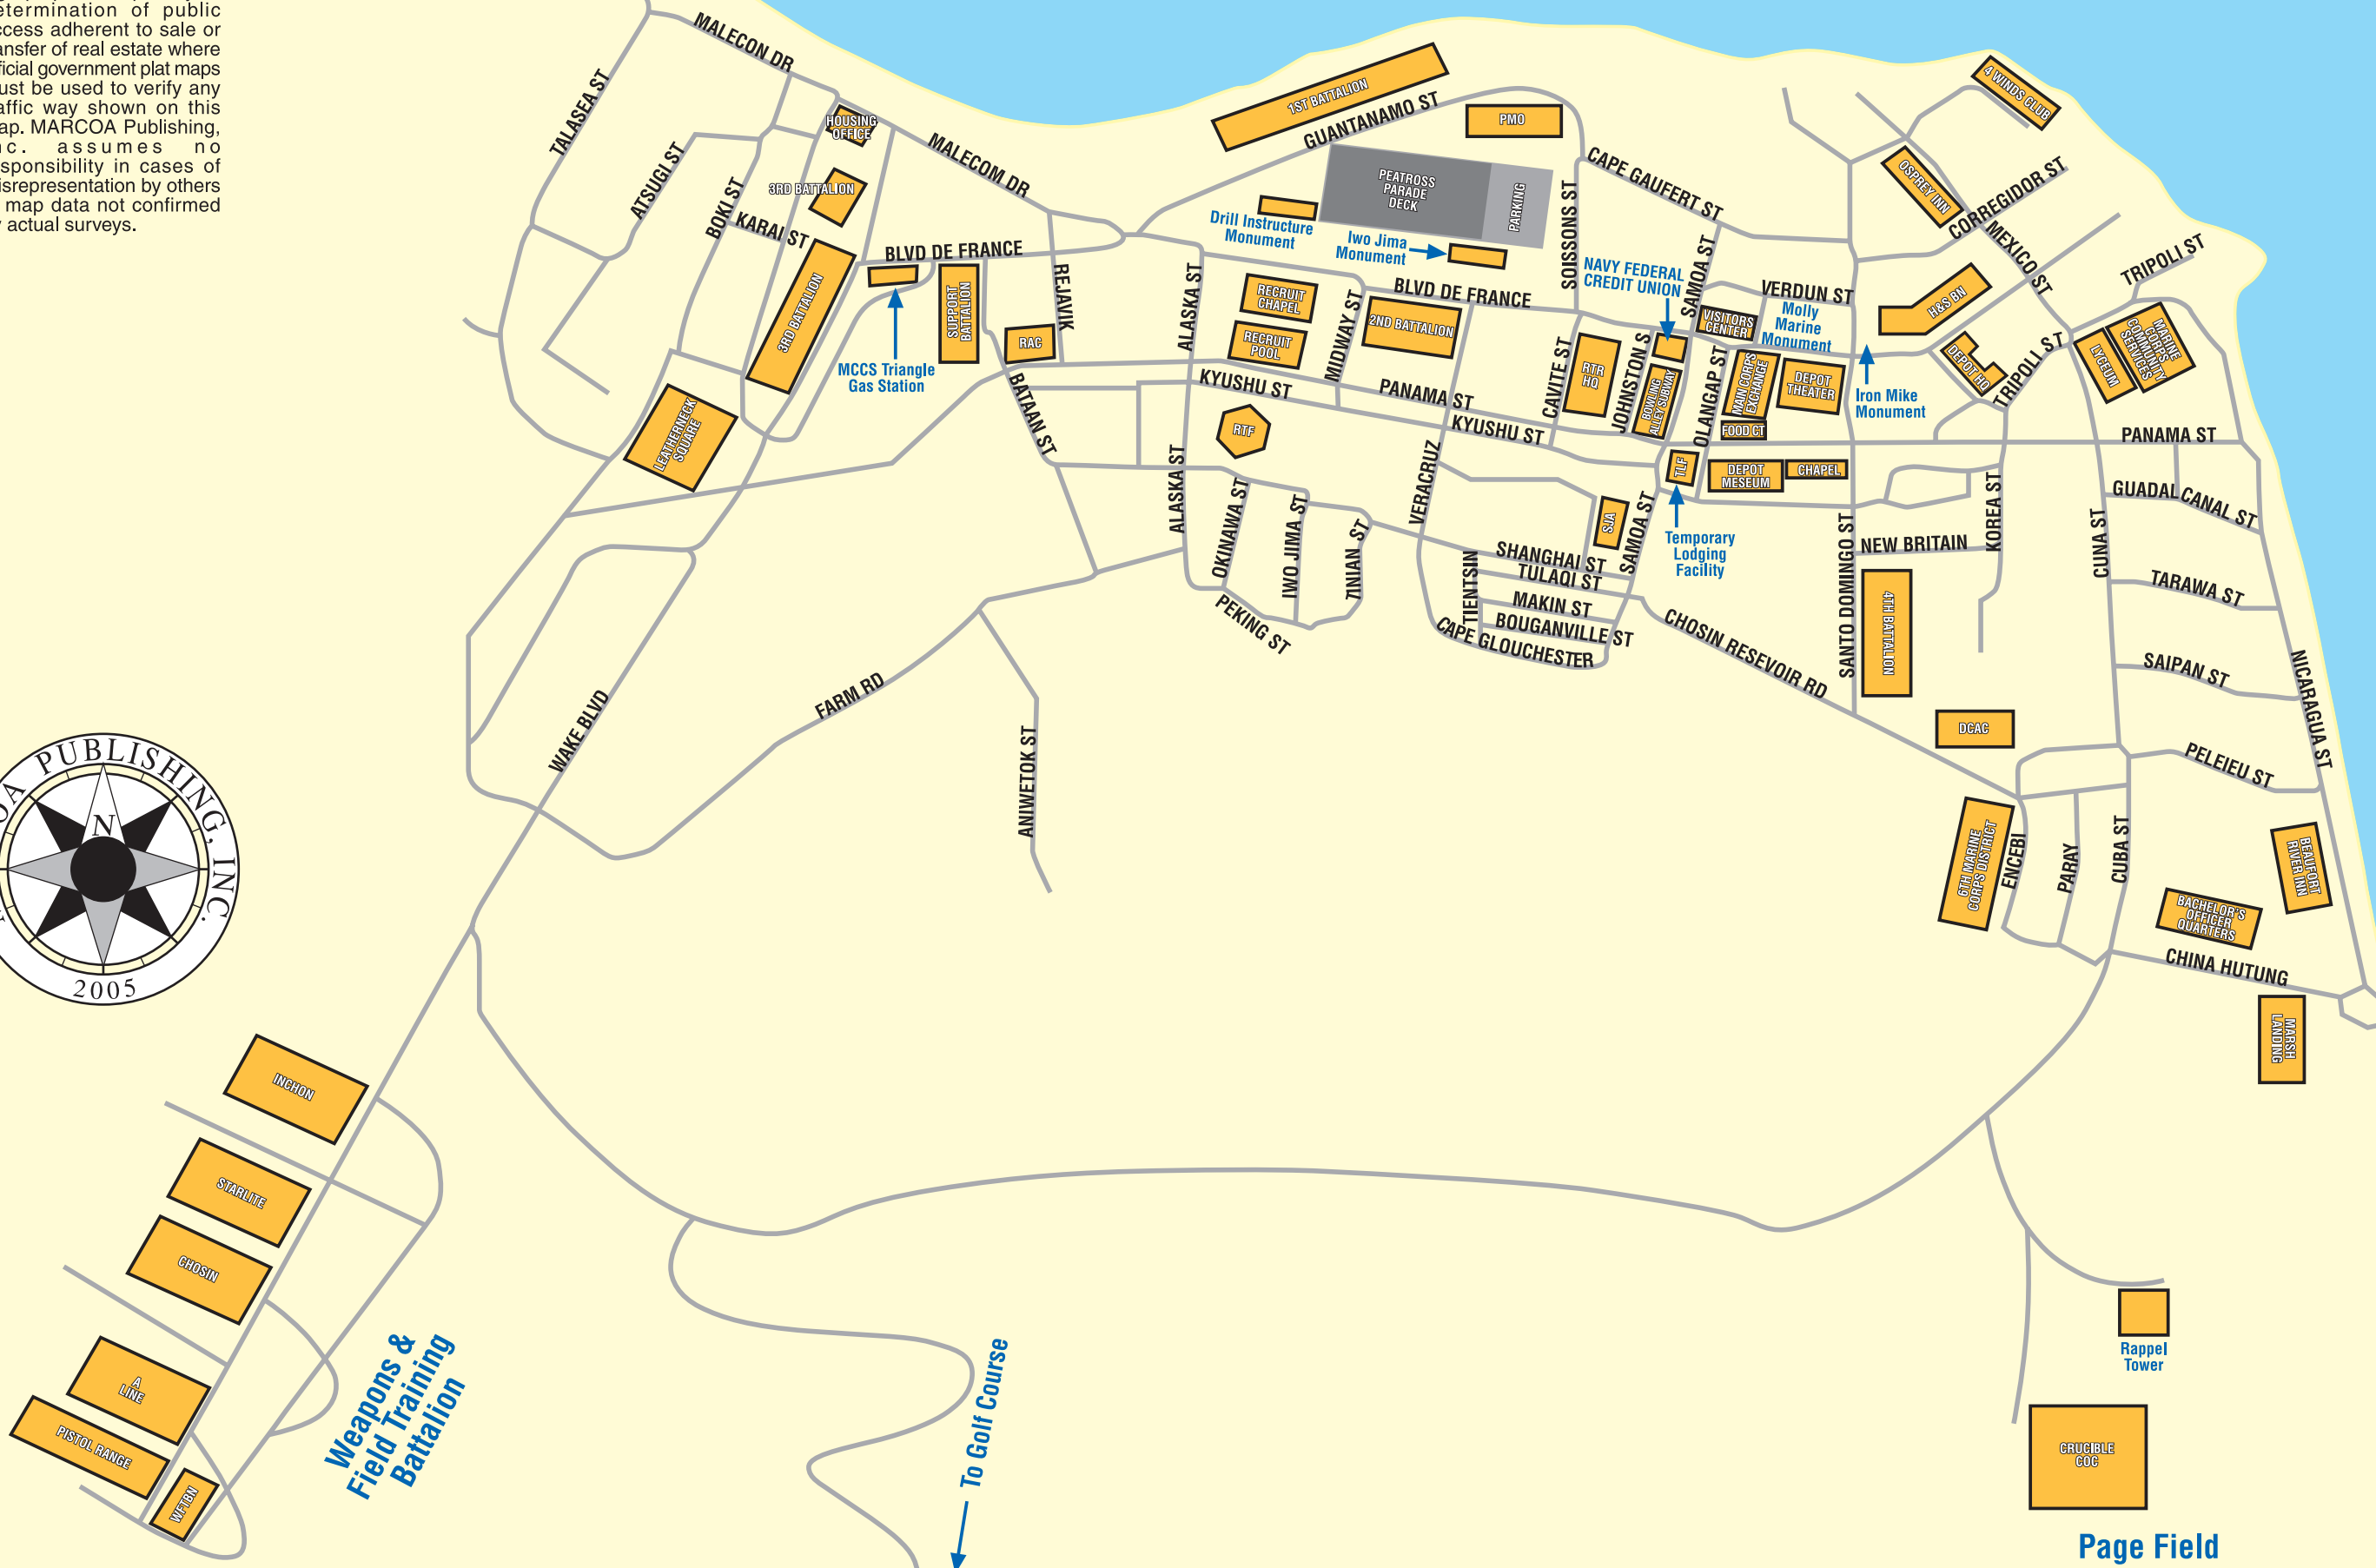 etermination of public
ccess adherent to sale or
ansfer of real estate where
ficial government plat maps
ust be used to verify any
affic way shown on this
ap. MARCOA Publishing,
nc. assumes no
sponsibility in cases of
isrepresentation by others
map data not confirmed
y actual surveys.
MALECON DR
TALASEA ST
ATSUGI ST
BOKI ST
HOUSING
OFFICE
3RD BATTALION
KARAI ST
MALECOM DR
BLVD DE FRANCE
3RD BATTALION
SUPPORT
BATTALION
REJAVIK
RAC
MCCS Triangle
Gas Station
LEATHERNECK
SQUARE
BATAAN ST
1ST BATTALION
GUANTANAMO ST
PMO
PEATROSS
PARADE
DECK
PARKING
Drill Instructure
Monument
Iwo Jima
Monument
SOISSONS ST
CAPE GAUFERT ST
NAVY FEDERAL
CREDIT UNION
SAMOA ST
4 WINDS CLUB
OSPREY INN
CORREGIDOR ST
MEXICO ST
TRIPOLI ST
ALASKA ST
RECRUIT
CHAPEL
RECRUIT
POOL
MIDWAY ST
BLVD DE FRANCE
2ND BATTALION
CAVITE ST
RTR
HQ
JOHNSTON S
BOWLING
ALLEY SUBWAY
OLANGAP ST
VISITORS
CENTER
VERDUN ST
Molly
Marine
Monument
MAIN CORPS
EXCHANGE
DEPOT
THEATER
FOOD CT
Iron Mike
Monument
H&S BN
DEPOT HQ
TRIPOLI ST
LYCEUM
MARINE
CORPS
COMMUNITY
SERVICES
KYUSHU ST
PANAMA ST
KYUSHU ST
RTF
ALASKA ST
OKINAWA ST
IWO JIMA ST
TINIAN ST
PEKING ST
VERACRUZ
TLF
DEPOT
MESEUM
CHAPEL
PANAMA ST
SJA
SAMOA ST
Temporary
Lodging
Facility
SHANGHAI ST
TULAQI ST
TIENTSIN
MAKIN ST
BOUGANVILLE ST
CAPE GLOUCHESTER
CHOSIN RESEVOIR RD
SANTO DOMINGO ST
NEW BRITAIN
KOREA ST
4TH BATTALION
CUNA ST
GUADALCANAL ST
TARAWA ST
SAIPAN ST
NICARAGUA ST
DCAC
PELEIEU ST
6TH MARINE
CORPS DISTRICT
ENCEBI
PARAY
CUBA ST
BEAUFORT
RIVER INN
BACHELOR'S
OFFICER
QUARTERS
CHINA HUTUNG
MARSH
LANDING
WAKE BLVD
FARM RD
ANIWETOK ST
OA PUBLISHING, INC.
N
2005
INCHON
STARLITE
CHOSIN
A
LINE
PISTOL RANGE
WFTBN
Weapons &
Field Training
Battalion
To Golf Course
Rappel
Tower
CRUCIBLE
COC
Page Field